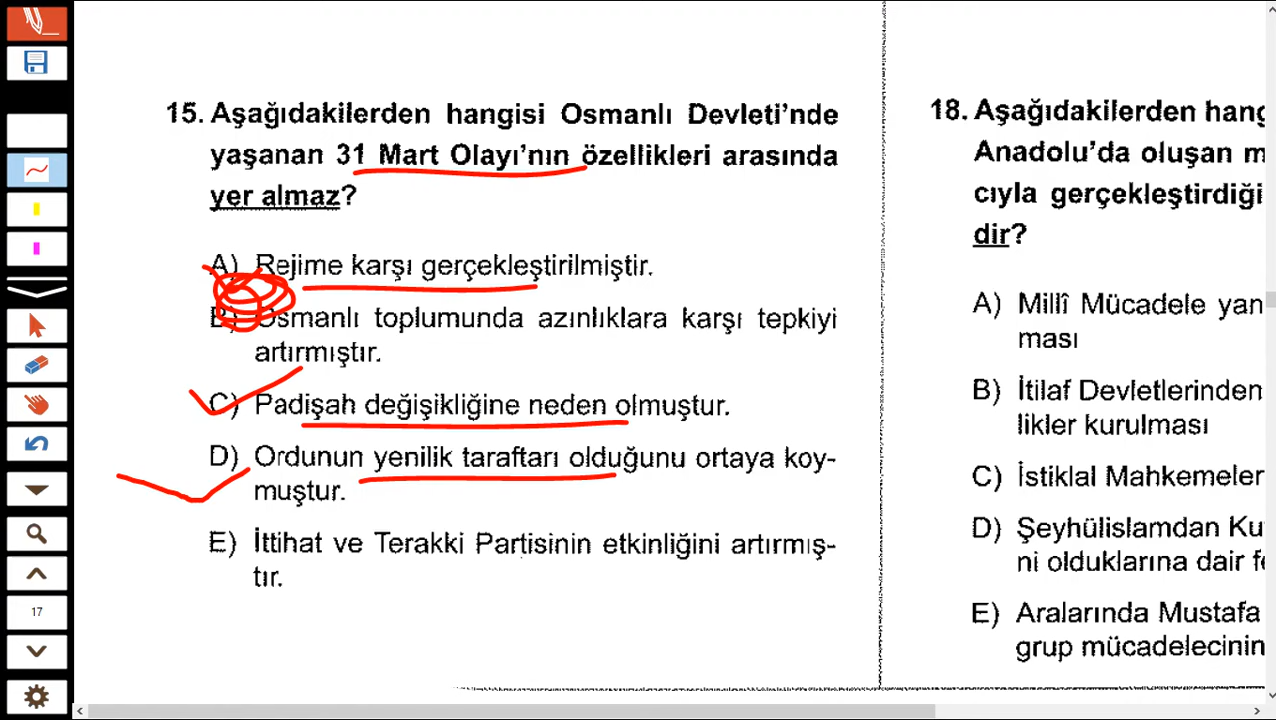 15. Aşağıdakilerden hangisi Osmanlı Devleti'nde
yaşanan 31 Mart Olayı'nın özellikleri arasında
yer almaz?
A) Rejime karşı gerçekleştirilmiştir.
B) Osmanlı toplumunda azınlıklara karşı tepkiyi
artırmıştır.
C) Padişah değişikliğine neden olmuştur.
D) Ordunun yenilik taraftarı olduğunu ortaya koy-
muştur.
E) İttihat ve Terakki Partisinin etkinliğini artırmış-
tır.
18. Aşağıdakilerden hang
Anadolu'da oluşan m
cıyla gerçekleştirdiği
dir?
A) Millî Mücadele yan
ması
B) İtilaf Devletlerinden
likler kurulması
C) İstiklal Mahkemeler
D) Şeyhülislamdan Ku
ni olduklarına dair fe
E) Aralarında Mustafa
grup mücadelecinin
17